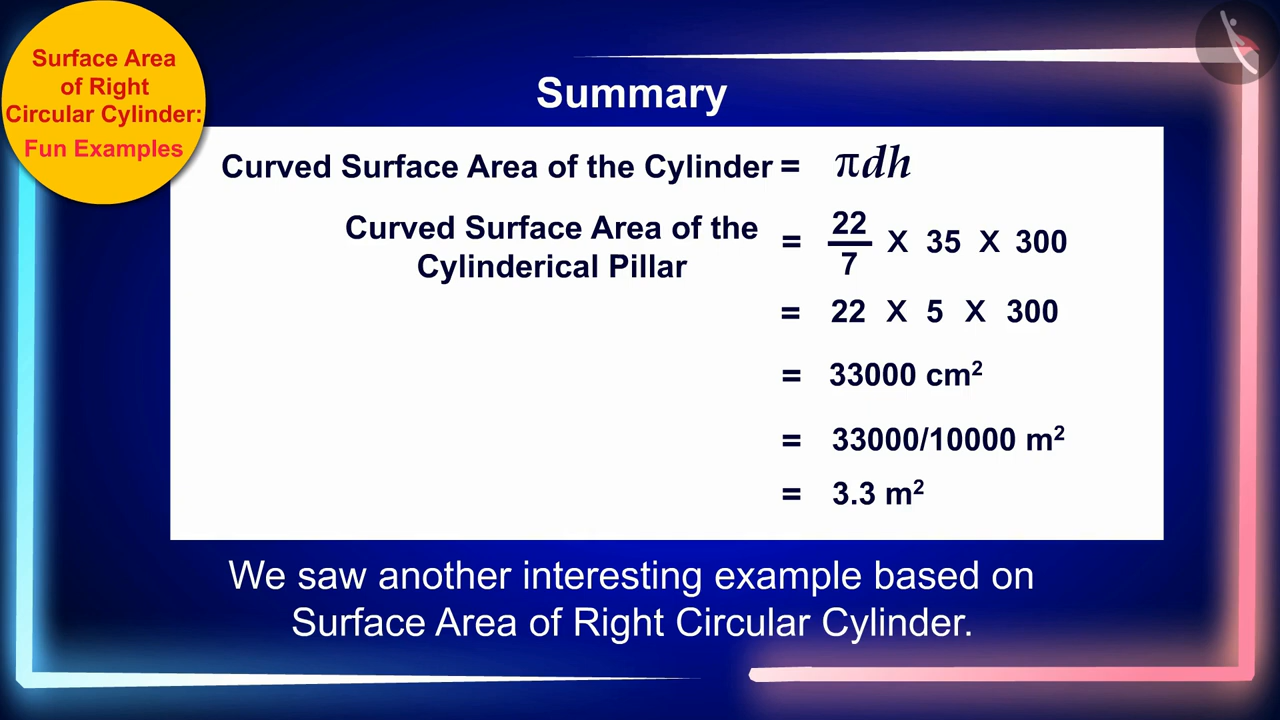 Surface Area
of Right
Circular Cylinder:
Fun Examples
Summary
Curved Surface Area of the Cylinder = πdh
Curved Surface Area of the
Cylinderical Pillar
= 22/7 X 35 X 300
= 22 X 5 X 300
= 33000 cm²
= 33000/10000 m²
= 3.3 m²
We saw another interesting example based on
Surface Area of Right Circular Cylinder.